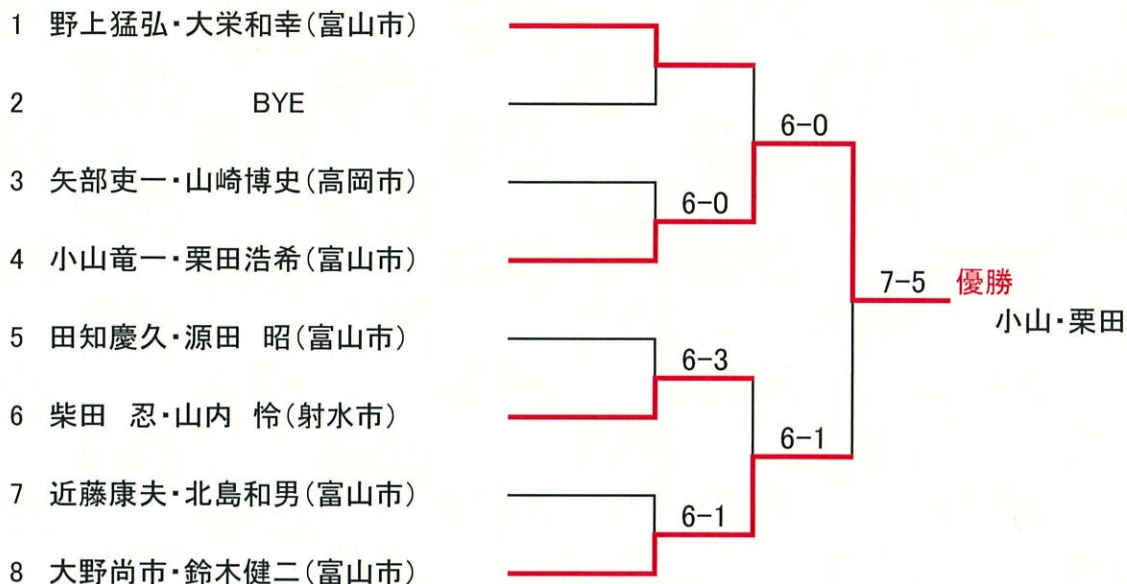 1 野上猛弘・大栄和幸(富山市)
2 BYE
6-0
3 矢部吏一・山崎博史(高岡市)
6-0
4 小山竜一・栗田浩希(富山市)
7-5 優勝
小山・栗田
5 田知慶久・源田 昭(富山市)
6-3
6 柴田 忍・山内 怜(射水市)
6-1
7 近藤康夫・北島和男(富山市)
6-1
8 大野尚市・鈴木健二(富山市)